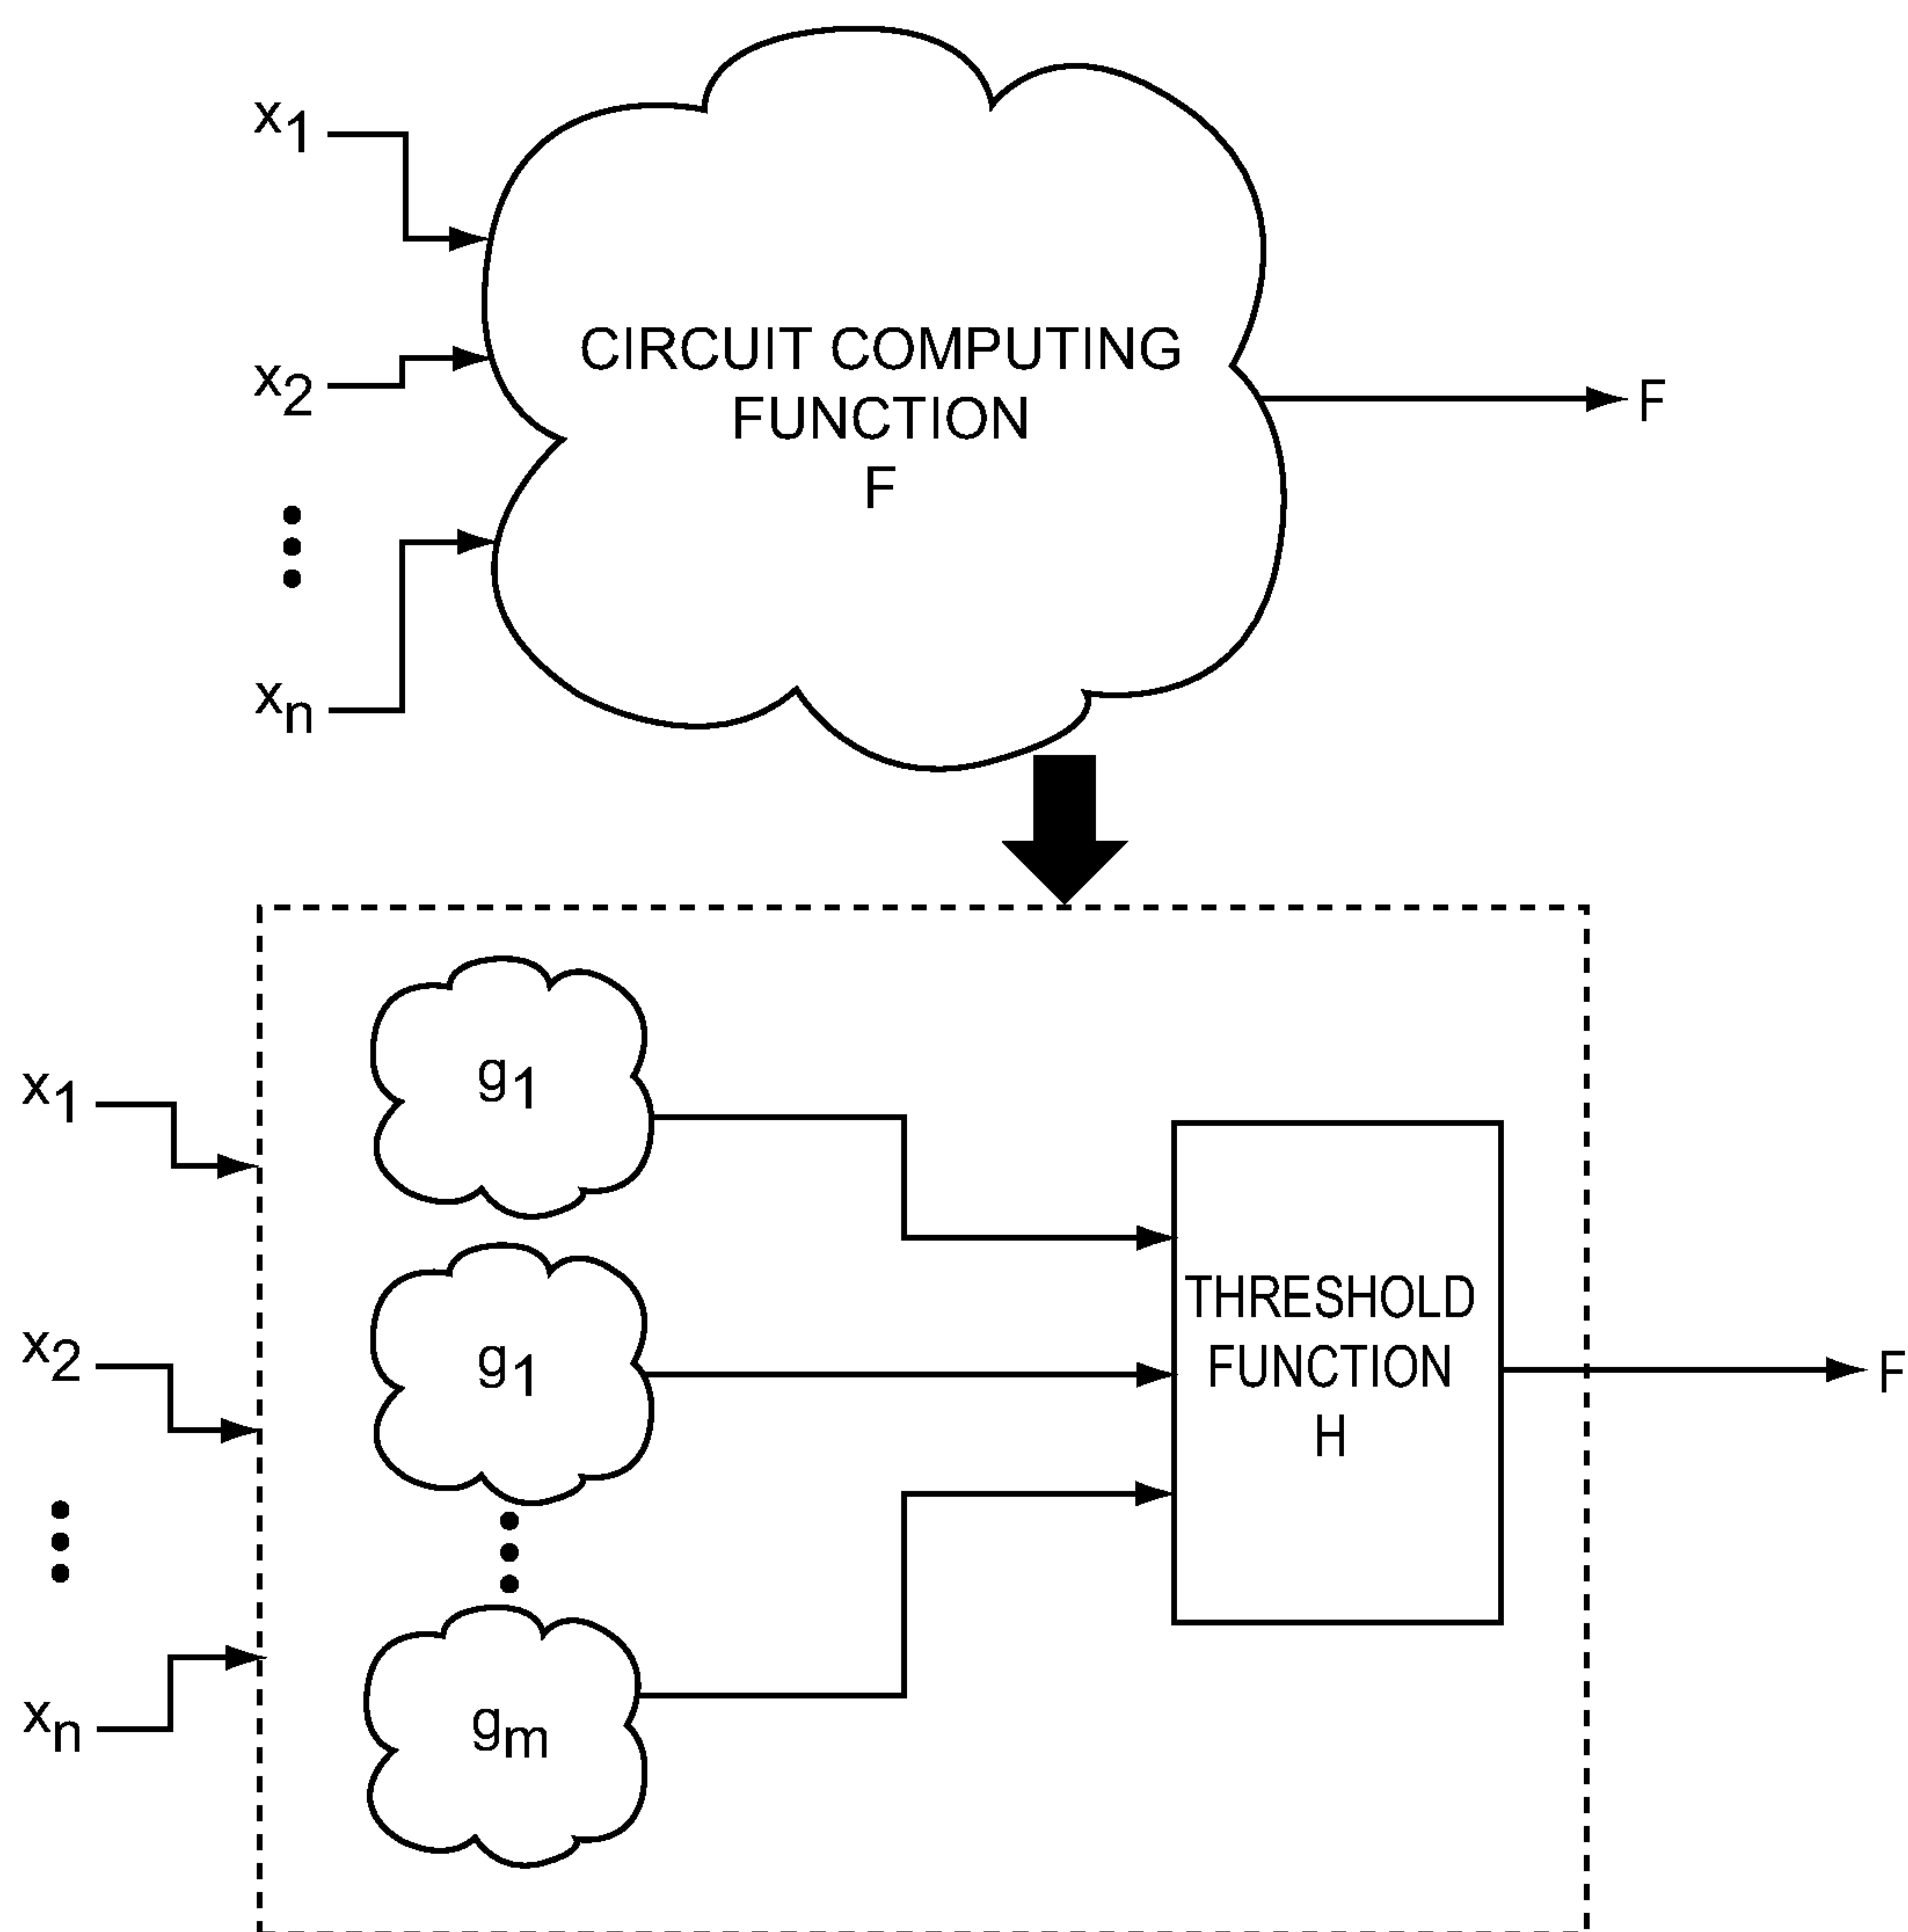 x1
x2
xn
CIRCUIT COMPUTING
FUNCTION
F
F
x1
x2
xn
g1
g1
gm
THRESHOLD
FUNCTION
H
F